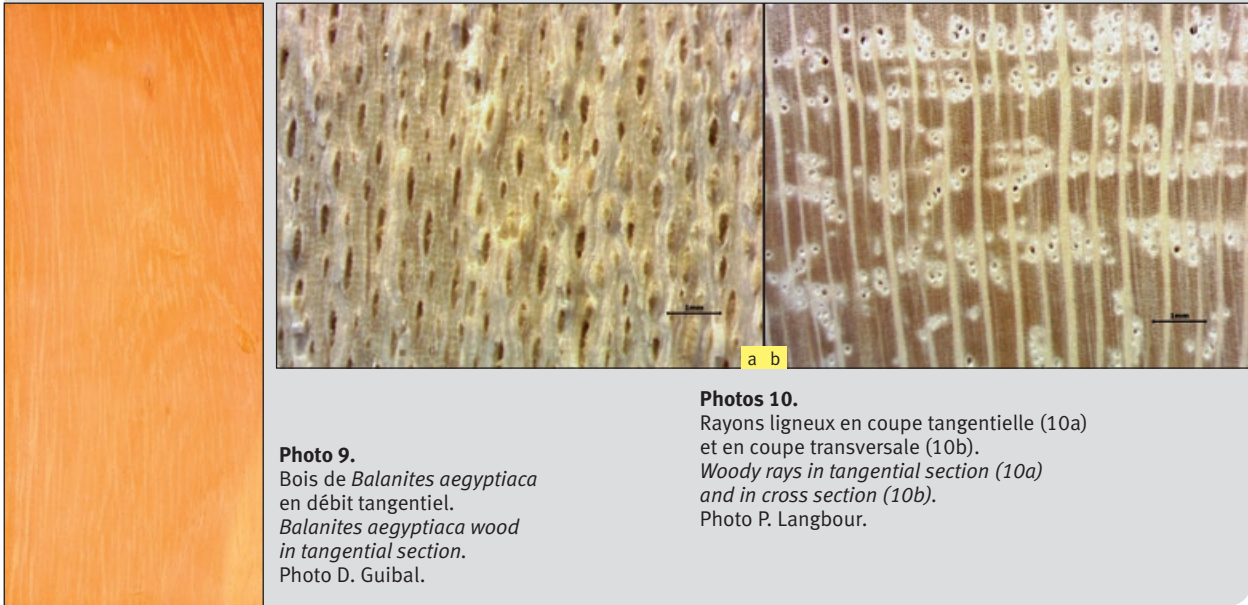 1mm
1mm
a b
Photo 9.
Bois de Balanites aegyptiaca
en débit tangentiel.
Balanites aegyptiaca wood
in tangential section.
Photo D. Guibal.
Photos 10.
Rayons ligneux en coupe tangentielle (10a)
et en coupe transversale (10b).
Woody rays in tangential section (10a)
and in cross section (10b).
Photo P. Langbour.